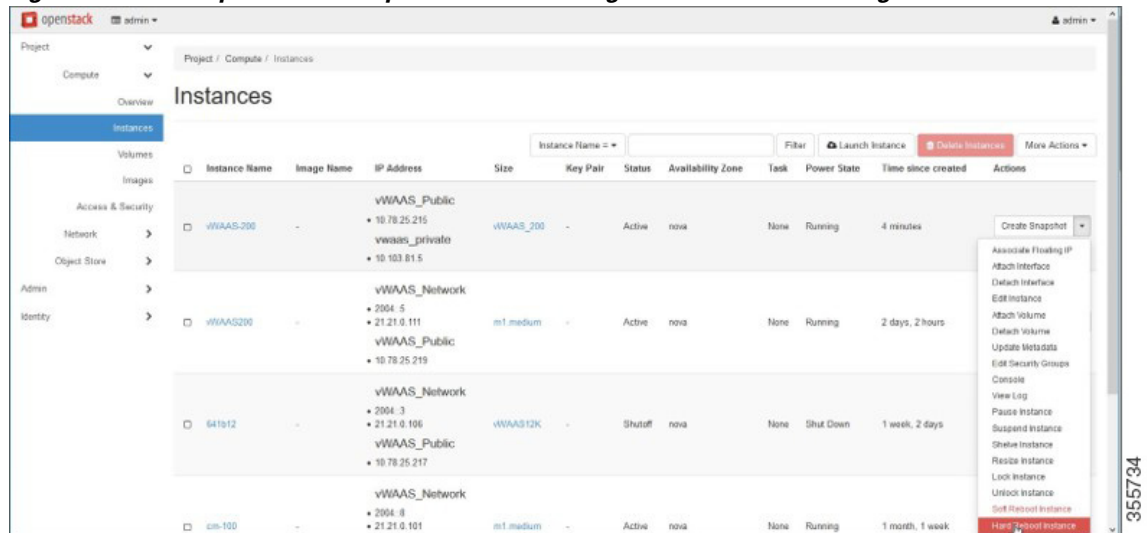 openstack admin
admin
Project
Project / Compute / Instances
Compute
Overview
Instances
Instances
Volumes
Instance Name = Filter Launch Instance Delete Instances More Actions
Images
Instance Name Image Name IP Address Size Key Pair Status Availability Zone Task Power State Time since created Actions
Access & Security
Network
Object Store
Admin
Identity
vWAAS_Public
• 10.78.25.215
vWAAS-200 - vWAAS_200 - Active nova None Running 4 minutes Create Snapshot
vwaas_private
• 10.103.81.5
vWAAS_Network
• 2004::5
vWAAS200 - • 21.21.0.111 m1.medium - Active nova None Running 2 days, 2 hours
vWAAS_Public
• 10.78.25.219
vWAAS_Network
• 2004::3
641b12 - • 21.21.0.106 vWAAS12K - Shutoff nova None Shut Down 1 week, 2 days
vWAAS_Public
• 10.78.25.217
vWAAS_Network
• 2004::8
cm-100 - • 21.21.0.101 m1.medium - Active nova None Running 1 month, 1 week
Associate Floating IP
Attach Interface
Detach Interface
Edit Instance
Attach Volume
Detach Volume
Update Metadata
Edit Security Groups
Console
View Log
Pause Instance
Suspend Instance
Shelve Instance
Resize Instance
Lock Instance
Unlock Instance
Soft Reboot Instance
Hard Reboot Instance
355734